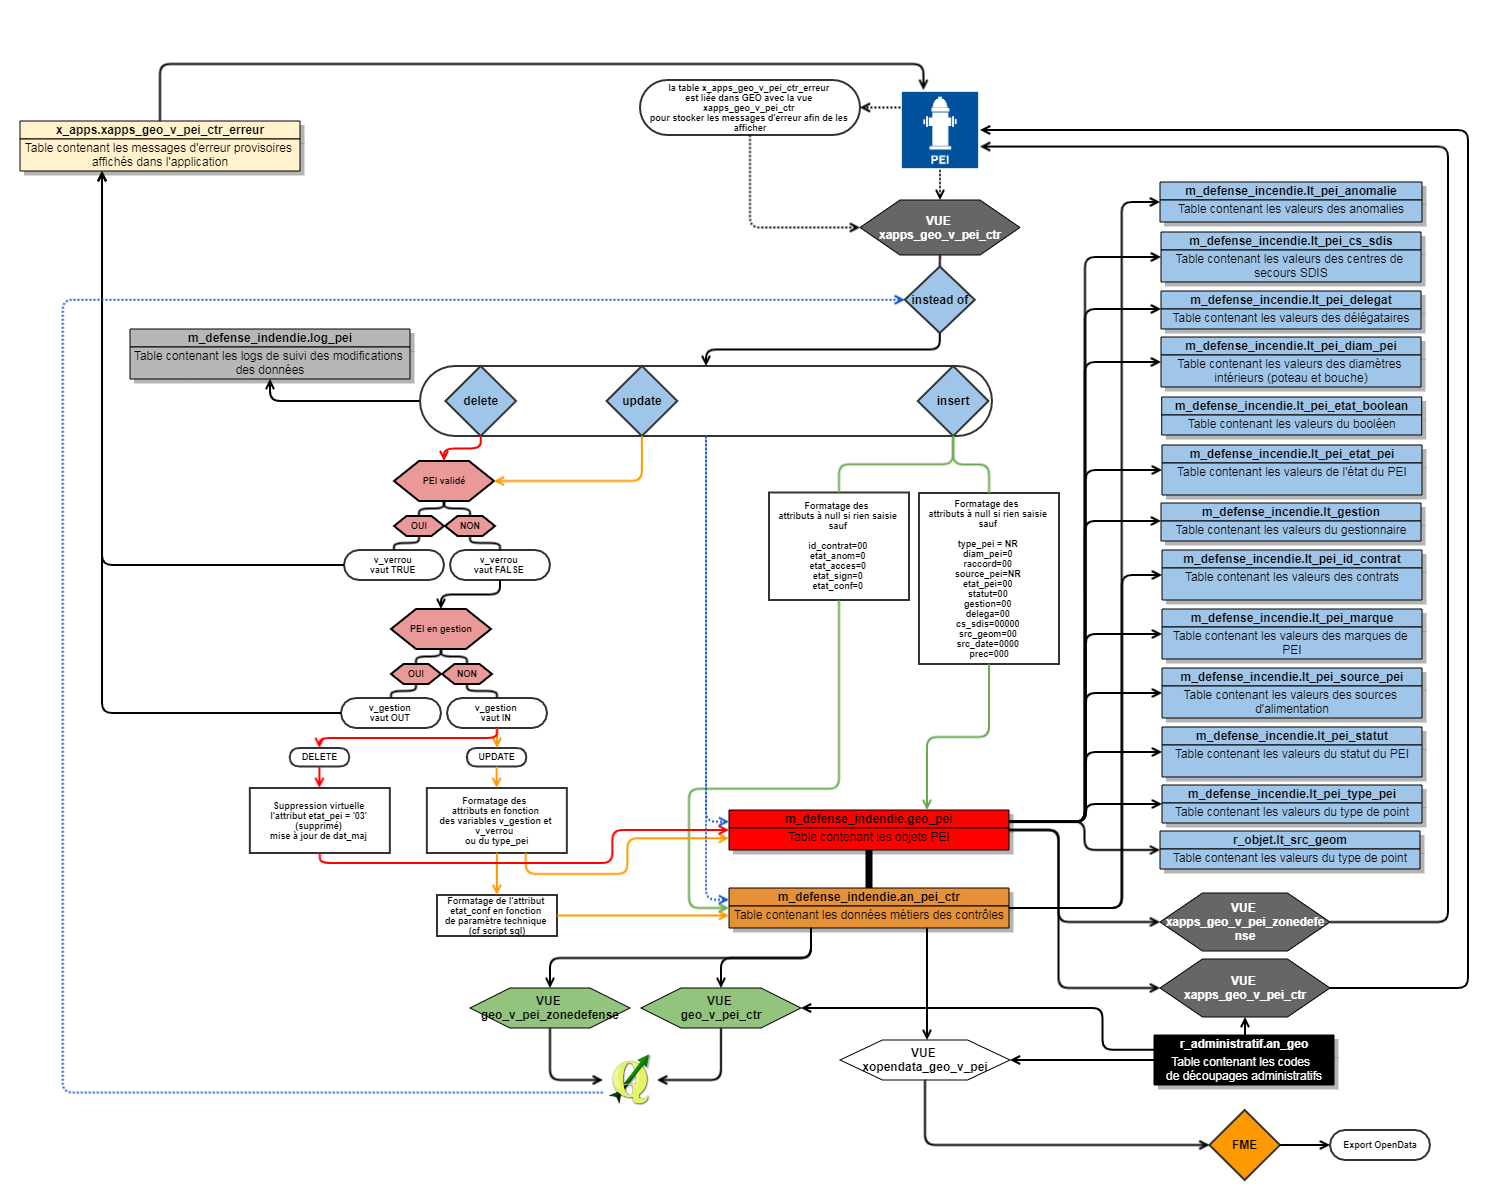 la table x_apps_geo_v_pei_ctr_erreur
est liée dans GEO avec la vue
xapps_geo_v_pei_ctr
pour stocker les messages d'erreur afin de les
afficher
PEI
x_apps.xapps_geo_v_pei_ctr_erreur
Table contenant les messages d'erreur provisoires
affichés dans l'application
VUE
xapps_geo_v_pei_ctr
instead of
m_defense_indendie.log_pei
Table contenant les logs de suivi des modifications
des données
delete
update
insert
PEI validé
OUI
NON
v_verrou
vaut TRUE
v_verrou
vaut FALSE
PEI en gestion
OUI
NON
v_gestion
vaut OUT
v_gestion
vaut IN
DELETE
UPDATE
Suppression virtuelle
l'attribut etat_pei = '03'
(supprimé)
mise à jour de dat_maj
Formatage des
attributs en fonction
des variables v_gestion et
v_verrou
ou du type_pei
Formatage de l'attribut
etat_conf en fonction
de paramètre technique
(cf script sql)
Formatage des
attributs à null si rien saisie
sauf
id_contrat=00
etat_anom=0
etat_acces=0
etat_sign=0
etat_conf=0
Formatage des
attributs à null si rien saisie
sauf
type_pei = NR
diam_pei=0
raccord=00
source_pei=NR
etat_pei=00
statut=00
gestion=00
delega=00
cs_sdis=00000
src_geom=00
src_date=0000
prec=000
m_defense_indendie.geo_pei
Table contenant les objets PEI
m_defense_indendie.an_pei_ctr
Table contenant les données métiers des contrôles
m_defense_incendie.lt_pei_anomalie
Table contenant les valeurs des anomalies
m_defense_incendie.lt_pei_cs_sdis
Table contenant les valeurs des centres de
secours SDIS
m_defense_incendie.lt_pei_delegat
Table contenant les valeurs des délégataires
m_defense_incendie.lt_pei_diam_pei
Table contenant les valeurs des diamètres
intérieurs (poteau et bouche)
m_defense_incendie.lt_pei_etat_boolean
Table contenant les valeurs du booléen
m_defense_incendie.lt_pei_etat_pei
Table contenant les valeurs de l'état du PEI
m_defense_incendie.lt_gestion
Table contenant les valeurs du gestionnaire
m_defense_incendie.lt_pei_id_contrat
Table contenant les valeurs des contrats
m_defense_incendie.lt_pei_marque
Table contenant les valeurs des marques de
PEI
m_defense_incendie.lt_pei_source_pei
Table contenant les valeurs des sources
d'alimentation
m_defense_incendie.lt_pei_statut
Table contenant les valeurs du statut du PEI
m_defense_incendie.lt_pei_type_pei
Table contenant les valeurs du type de point
r_objet.lt_src_geom
Table contenant les valeurs du type de point
VUE
xapps_geo_v_pei_zonedefe
nse
VUE
xapps_geo_v_pei_ctr
r_administratif.an_geo
Table contenant les codes
de découpages administratifs
VUE
geo_v_pei_zonedefense
VUE
geo_v_pei_ctr
VUE
xopendata_geo_v_pei
FME
Export OpenData